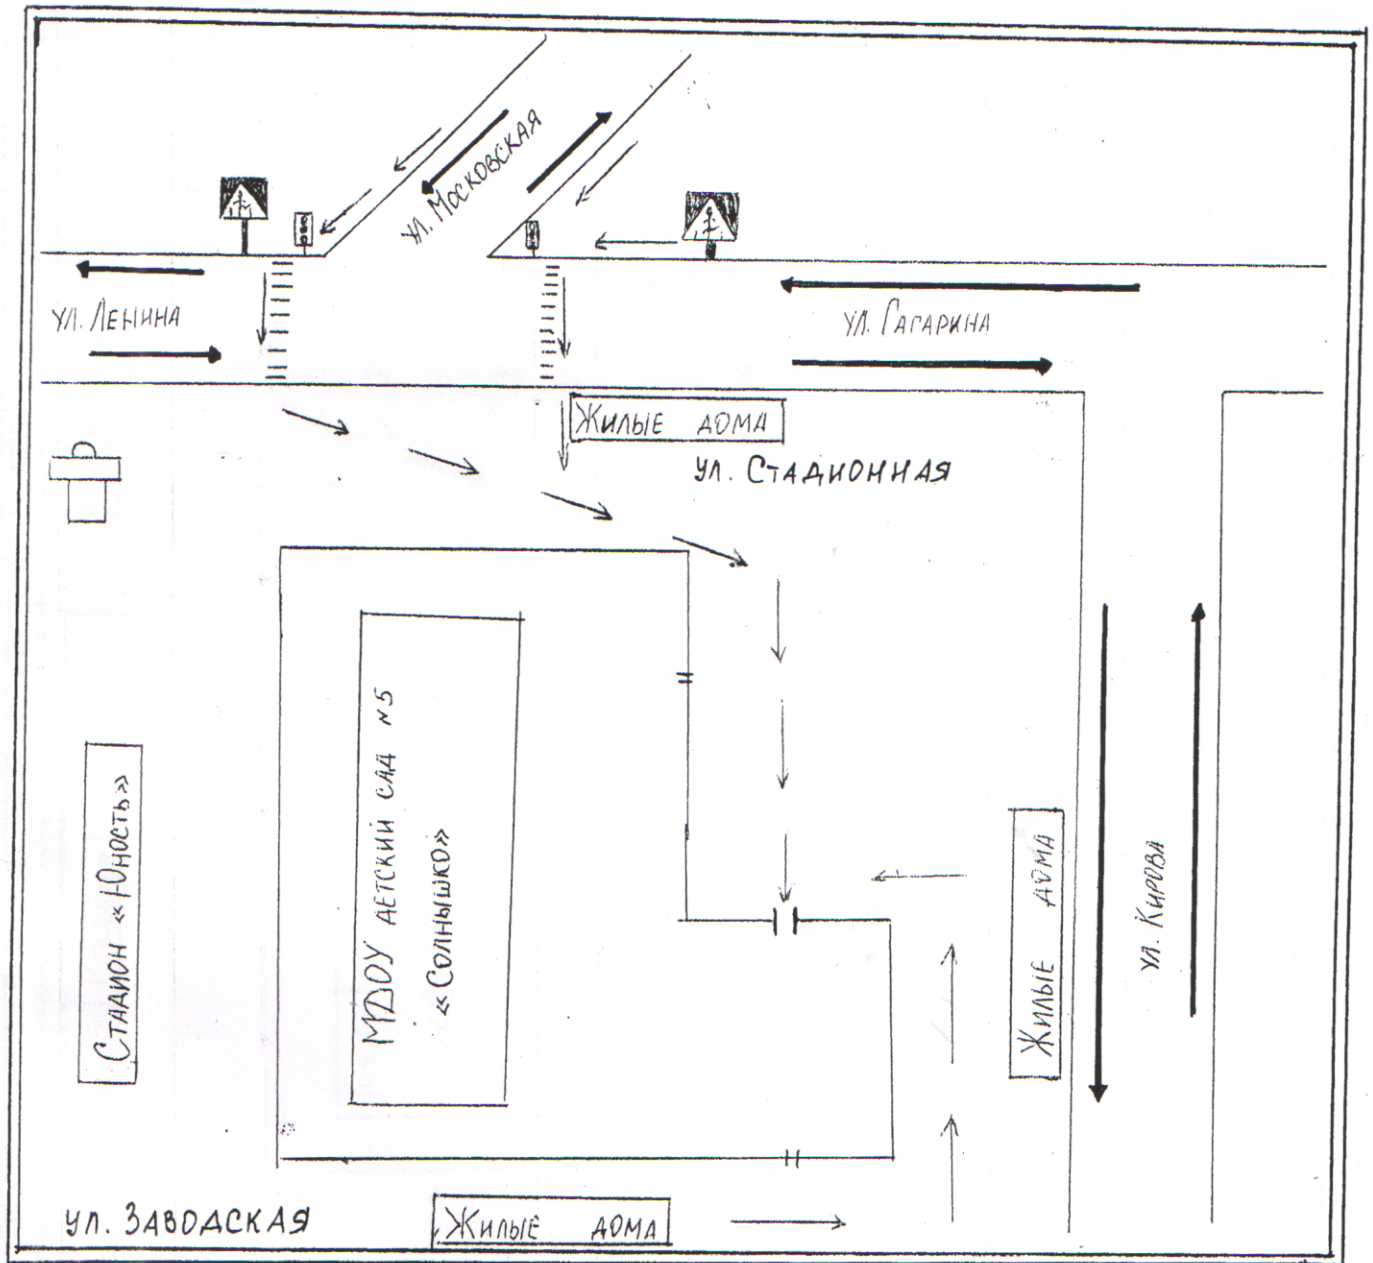 ул. Московская
ул. Ленина
ул. Гагарина
Жилые дома
ул. Стадионная
Стадион «Юность»
МДОУ детский сад №5
«Солнышко»
Жилые дома
ул. Кирова
ул. Заводская
Жилые дома